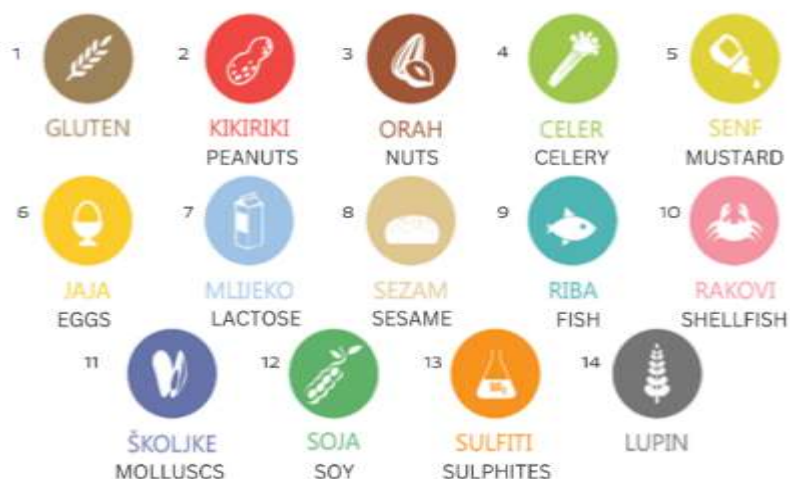 1 2 3 4 5
GLUTEN KIKIRIKI ORAH CELER SENF
PEANUTS NUTS CELERY MUSTARD
6 7 8 9 10
JAJA MLIJEKO SEZAM RIBA RAKOVI
EGGS LACTOSE SESAME FISH SHELLFISH
11 12 13 14
ŠKOLJKE SOJA SULFITI LUPIN
MOLLUSCS SOY SULPHITES